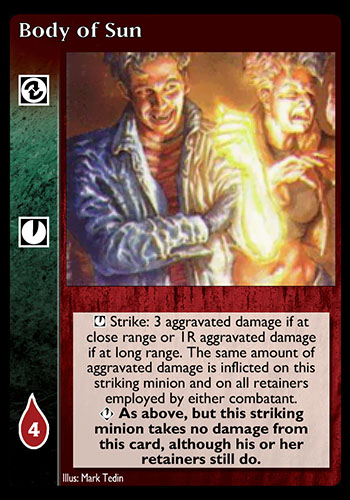 Body of Sun
Strike: 3 aggravated damage if at
close range or 1R aggravated damage
if at long range. The same amount of
aggravated damage is inflicted on this
striking minion and on all retainers
employed by either combatant.
As above, but this striking
minion takes no damage from
this card, although his or her
retainers still do.
4
Illus: Mark Tedin